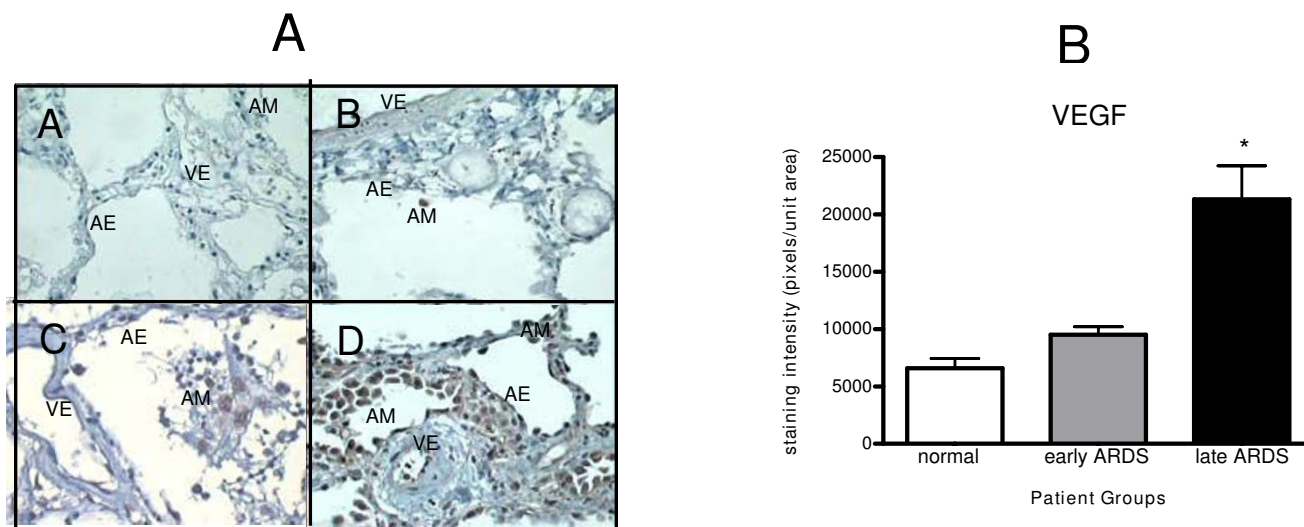 A
A
AM
VE
AE
B
VE
AE
AM
C
AE
AM
VE
D
AM
AE
AM
VE
B
VEGF
staining intensity (pixels/unit area)
25000
20000
15000
10000
5000
0
*
normal early ARDS late ARDS
Patient Groups